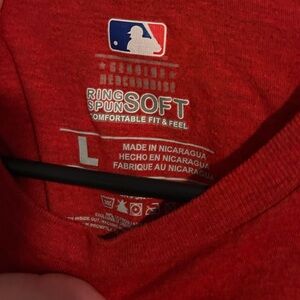 GENUINE
MERCHANDISE
RING
SPUN SOFT
COMFORTABLE FIT & FEEL
L
MADE IN NICARAGUA
HECHO EN NICARAGUA
FABRIQUE AU NICARAGUA